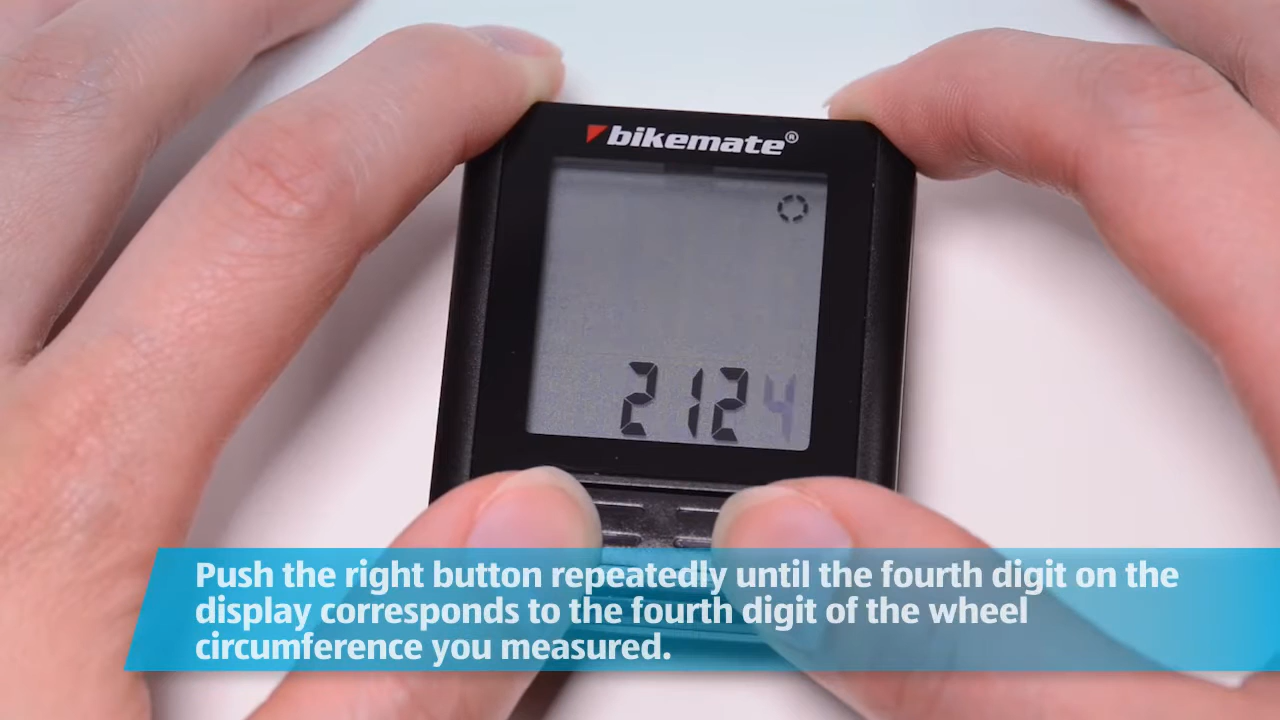 bikemate®
2124
Push the right button repeatedly until the fourth digit on the
display corresponds to the fourth digit of the wheel
circumference you measured.